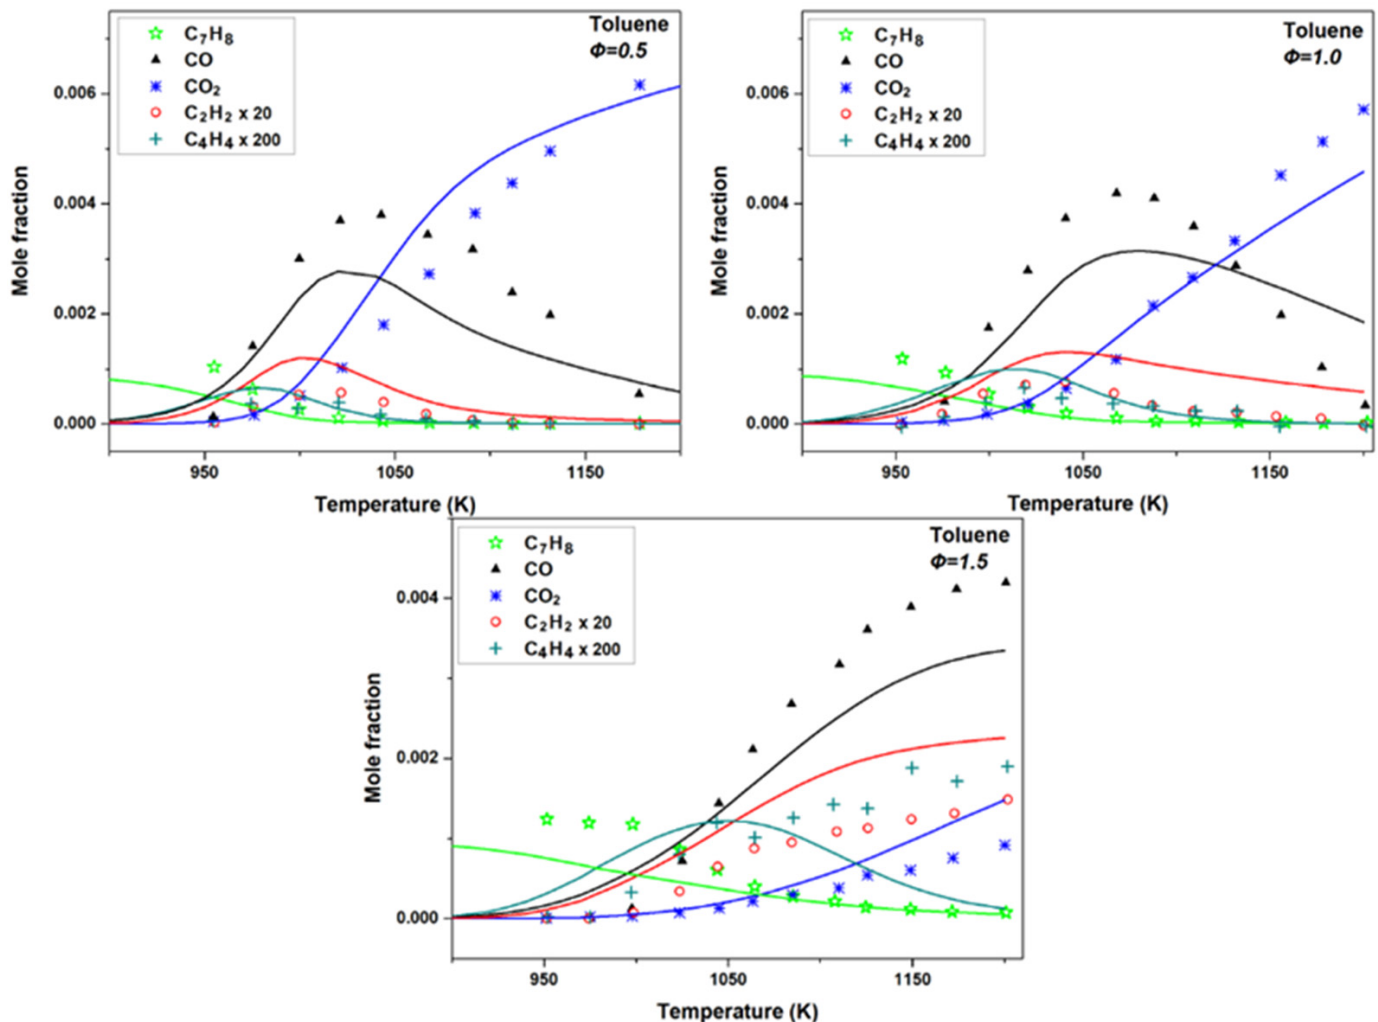 Toluene
Φ=0.5
C₇H₈
CO
CO₂
C₂H₂ x 20
C₄H₄ x 200
0.006
0.004
0.002
0.000
Mole fraction
950 1050 1150
Temperature (K)
Toluene
Φ=1.0
C₇H₈
CO
CO₂
C₂H₂ x 20
C₄H₄ x 200
0.006
0.004
0.002
0.000
Mole fraction
950 1050 1150
Temperature (K)
Toluene
Φ=1.5
C₇H₈
CO
CO₂
C₂H₂ x 20
C₄H₄ x 200
0.004
0.002
0.000
Mole fraction
950 1050 1150
Temperature (K)